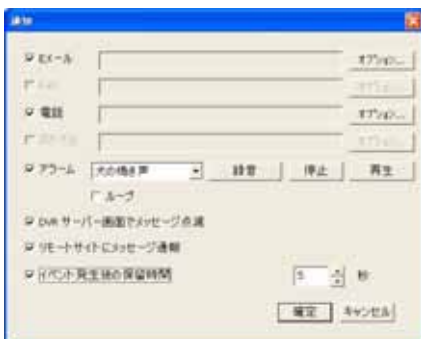 通知
Eメール
オプション...
電話
オプション...
アラーム 犬の鳴き声 録音 停止 再生
ループ
DVR サーバー画面でメッセージ点滅
リモートサイトにメッセージ通報
イベント発生後の保留時間 5 秒
確定 キャンセル